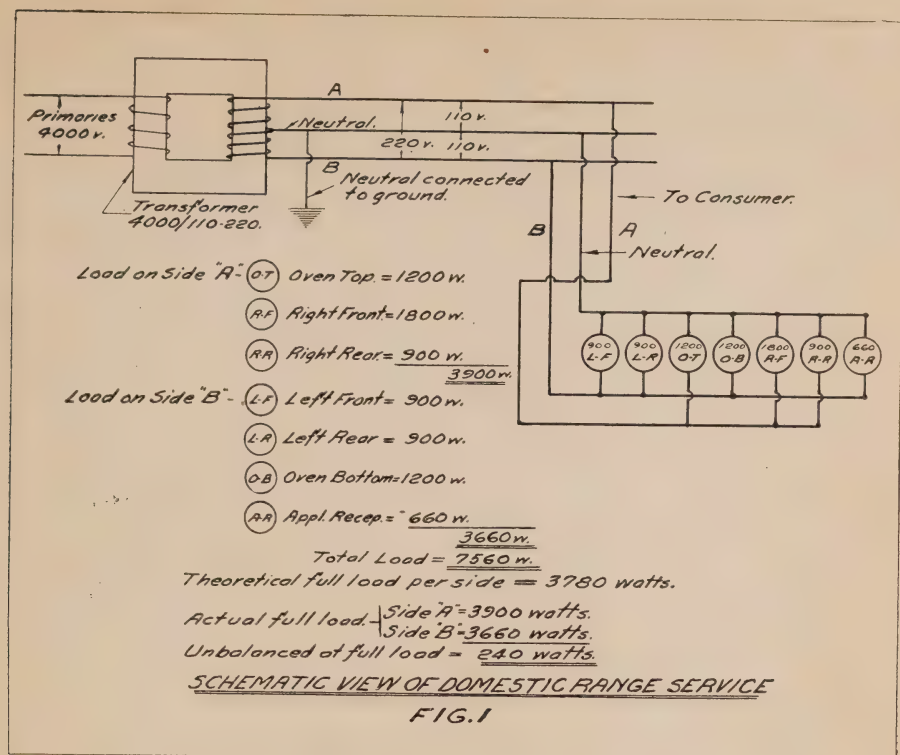 A
Primaries
4000 v.
Neutral.
110 v.
220 v.
110 v.
B
Neutral connected
to ground.
Transformer
4000/110-220.
To Consumer.
B
A
Neutral.
Load on Side "A"- O-T Oven Top. = 1200 w.
R-F Right Front = 1800 w.
R-R Right Rear = 900 w.
3900 w.
Load on Side "B"- L-F Left Front = 900 w.
L-R Left Rear = 900 w.
O-B Oven Bottom = 1200 w.
A-R Appl. Recep. = 660 w.
3660 w.
Total Load = 7560 w.
900 L-F
900 L-R
1200 O-T
1200 O-B
1800 R-F
900 R-R
660 A-R
Theoretical full load per side = 3780 watts.
Actual full load - Side "A" = 3900 watts.
Side "B" = 3660 watts.
Unbalanced at full load = 240 watts.
SCHEMATIC VIEW OF DOMESTIC RANGE SERVICE
FIG. 1